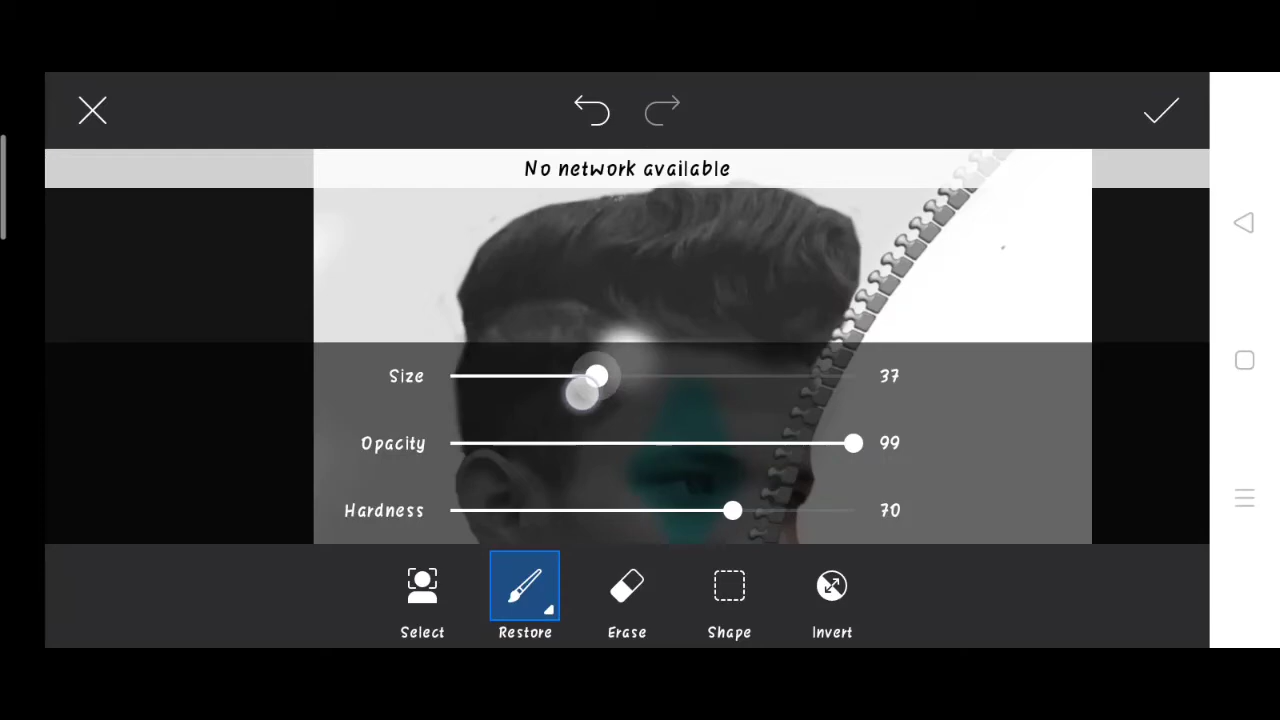 No network available
Size 37
Opacity 99
Hardness 70
Select Restore Erase Shape Invert